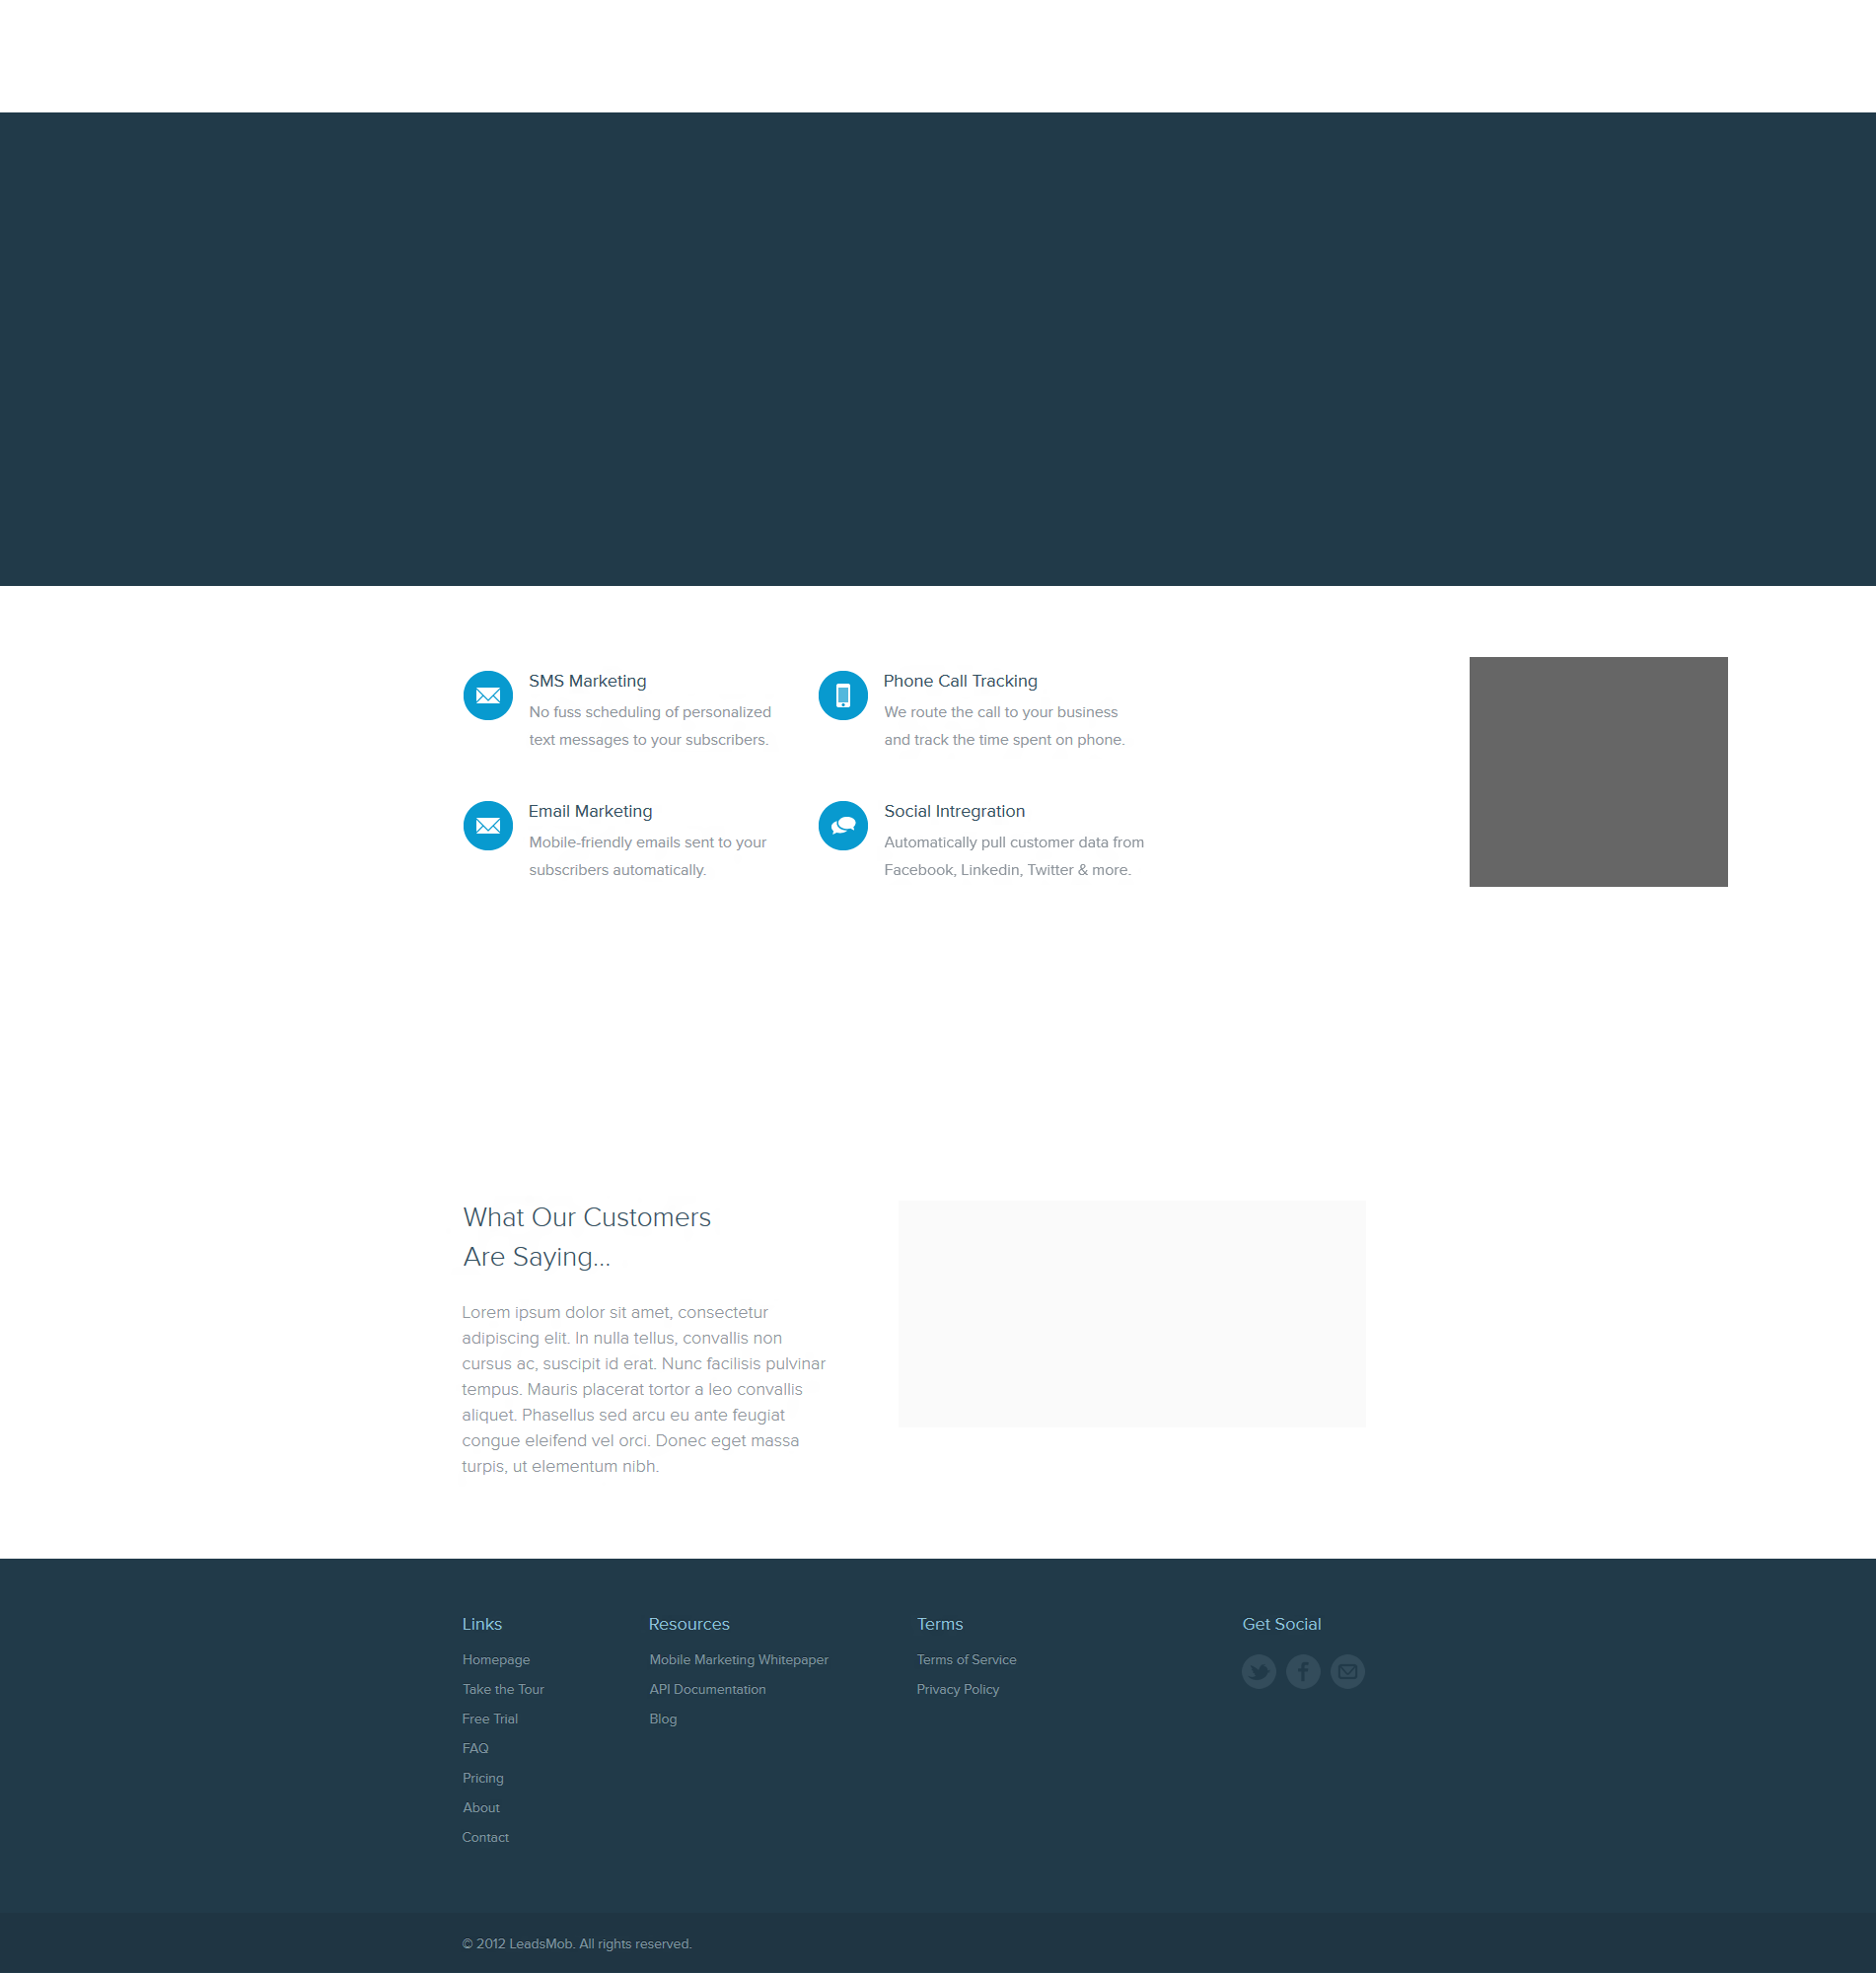 SMS Marketing
No fuss scheduling of personalized
text messages to your subscribers.
Phone Call Tracking
We route the call to your business
and track the time spent on phone.
Email Marketing
Mobile-friendly emails sent to your
subscribers automatically.
Social Intregration
Automatically pull customer data from
Facebook, Linkedin, Twitter & more.
What Our Customers
Are Saying...
Lorem ipsum dolor sit amet, consectetur
adipiscing elit. In nulla tellus, convallis non
cursus ac, suscipit id erat. Nunc facilisis pulvinar
tempus. Mauris placerat tortor a leo convallis
aliquet. Phasellus sed arcu eu ante feugiat
congue eleifend vel orci. Donec eget massa
turpis, ut elementum nibh.
Links
Homepage
Take the Tour
Free Trial
FAQ
Pricing
About
Contact
Resources
Mobile Marketing Whitepaper
API Documentation
Blog
Terms
Terms of Service
Privacy Policy
Get Social
© 2012 LeadsMob. All rights reserved.